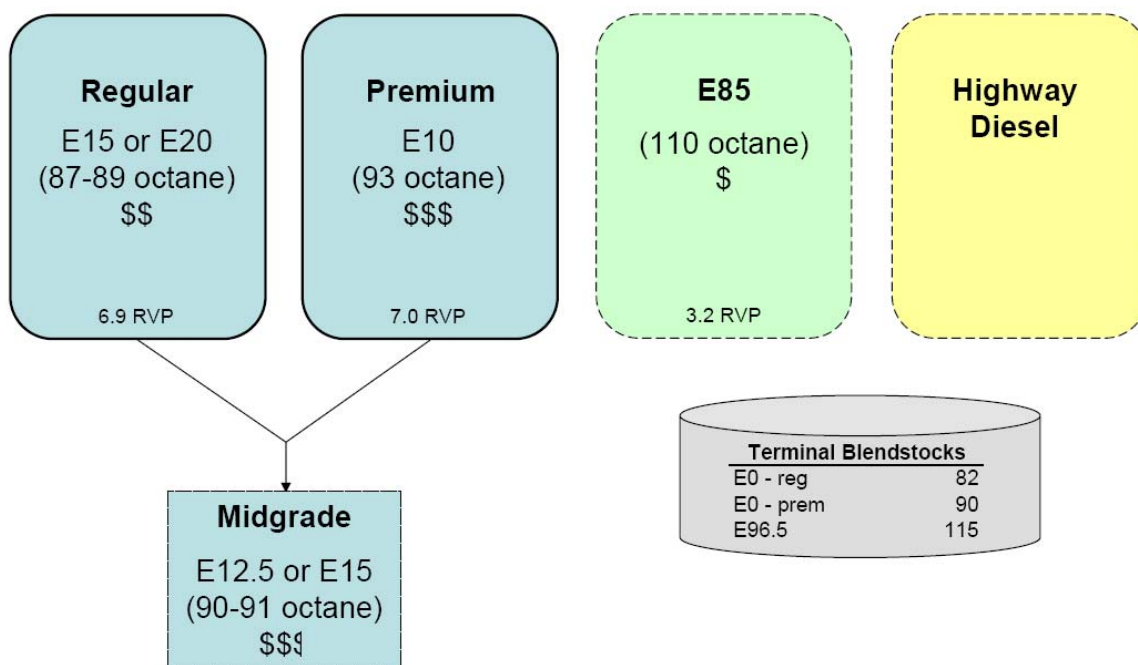 Regular
E15 or E20
(87-89 octane)
$$
6.9 RVP
Premium
E10
(93 octane)
$$$
7.0 RVP
E85
(110 octane)
$
3.2 RVP
Highway
Diesel
Terminal Blendstocks
E0 - reg 82
E0 - prem 90
E96.5 115
Midgrade
E12.5 or E15
(90-91 octane)
$$$